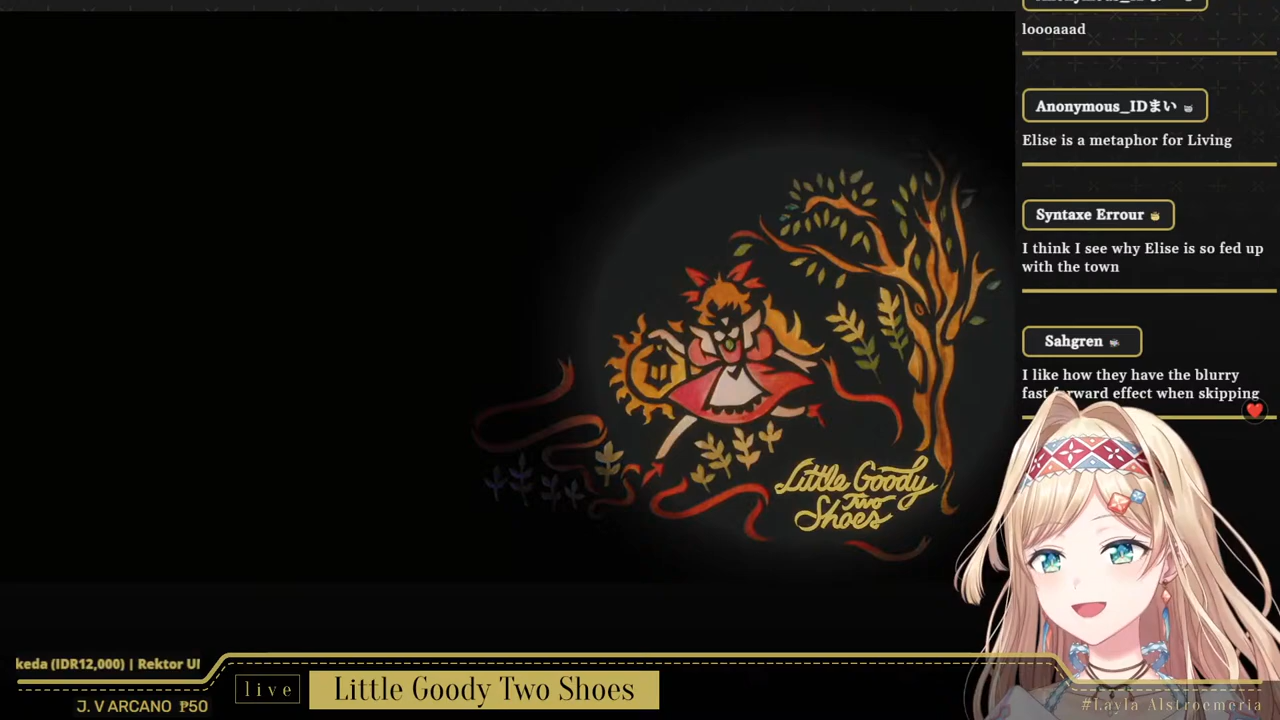 loooaaad
Anonymous_IDまい
Elise is a metaphor for Living
Syntaxe Errour
I think I see why Elise is so fed up
with the town
Sahgren
I like how they have the blurry
fast forward effect when skipping
Little Goody
Two
Shoes
keda (IDR12,000) | Rektor UI
live
Little Goody Two Shoes
J. V ARCANO ₱50
#Layla Alstroemeria